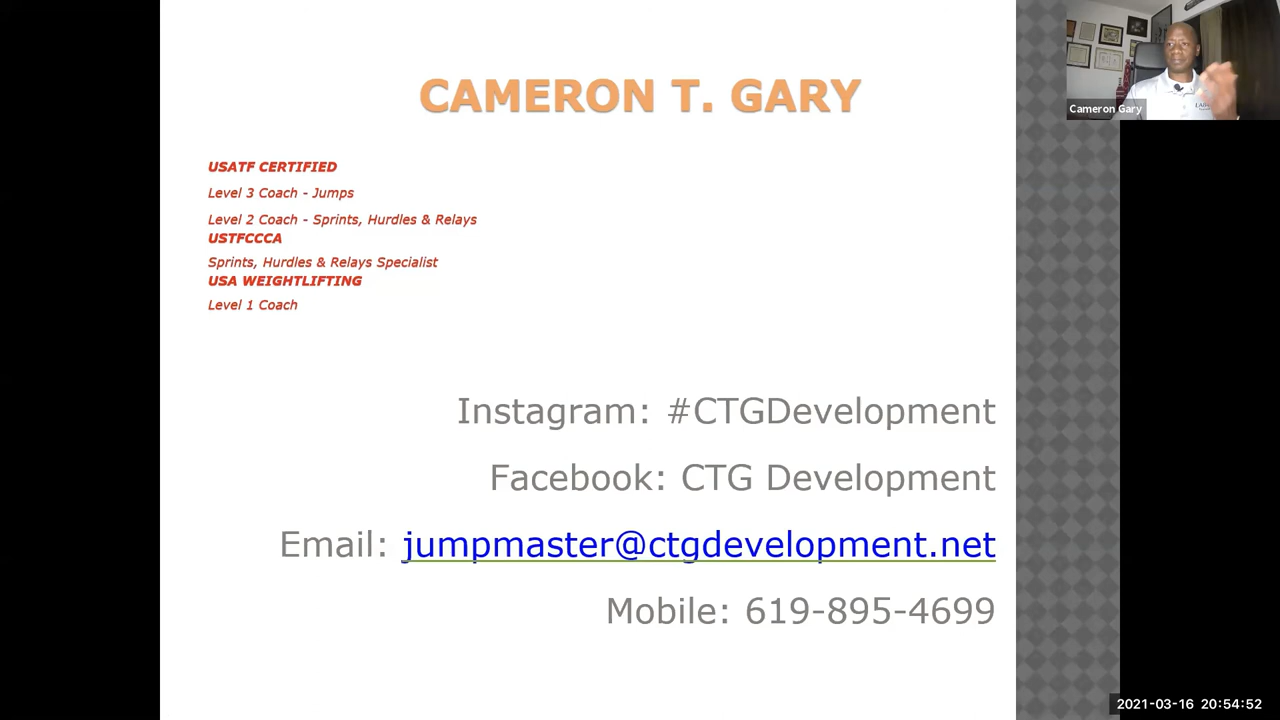 CAMERON T. GARY
USATF CERTIFIED
Level 3 Coach - Jumps
Level 2 Coach - Sprints, Hurdles & Relays
USTFCCCA
Sprints, Hurdles & Relays Specialist
USA WEIGHTLIFTING
Level 1 Coach
Instagram: #CTGDevelopment
Facebook: CTG Development
Email: jumpmaster@ctgdevelopment.net
Mobile: 619-895-4699
Cameron Gary
2021-03-16 20:54:52